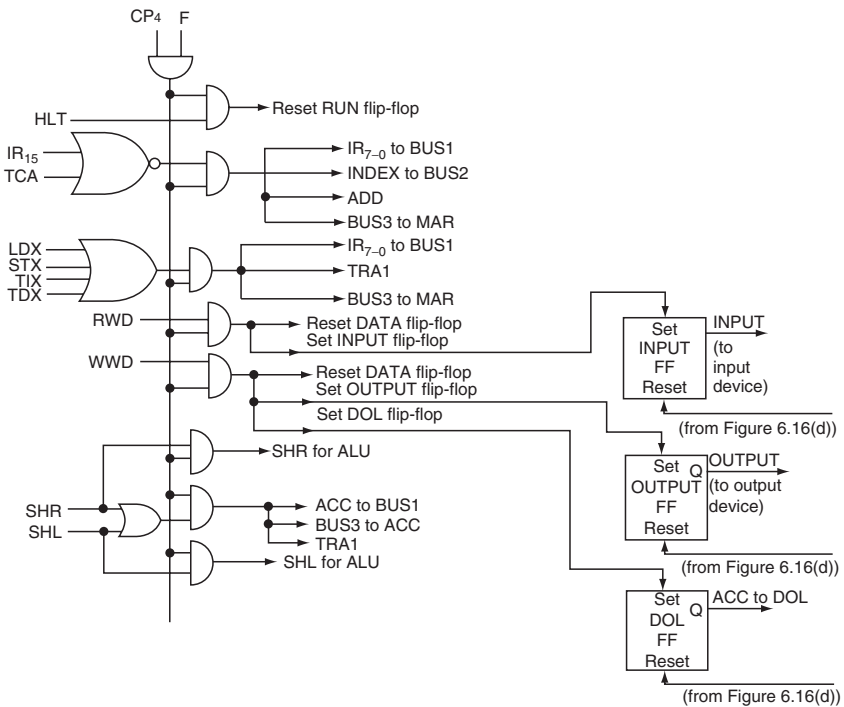 CP4 F
HLT
Reset RUN flip-flop
IR15
TCA
IR7–0 to BUS1
INDEX to BUS2
ADD
BUS3 to MAR
LDX
STX
TIX
TDX
IR7–0 to BUS1
TRA1
BUS3 to MAR
RWD
Reset DATA flip-flop
Set INPUT flip-flop
WWD
Reset DATA flip-flop
Set OUTPUT flip-flop
Set DOL flip-flop
SHR for ALU
SHR
SHL
ACC to BUS1
BUS3 to ACC
TRA1
SHL for ALU
Set
INPUT
FF
Reset
INPUT
(to
input
device)
(from Figure 6.16(d))
Set Q
OUTPUT
FF
Reset
OUTPUT
(to output
device)
(from Figure 6.16(d))
Set Q
DOL
FF
Reset
ACC to DOL
(from Figure 6.16(d))